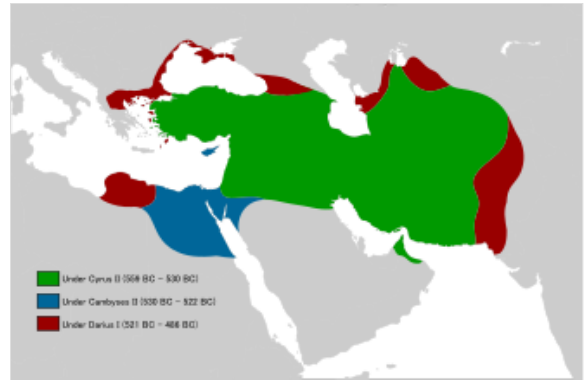 Under Cyrus II (559 BC - 530 BC)
Under Cambyses II (530 BC - 522 BC)
Under Darius I (521 BC - 486 BC)